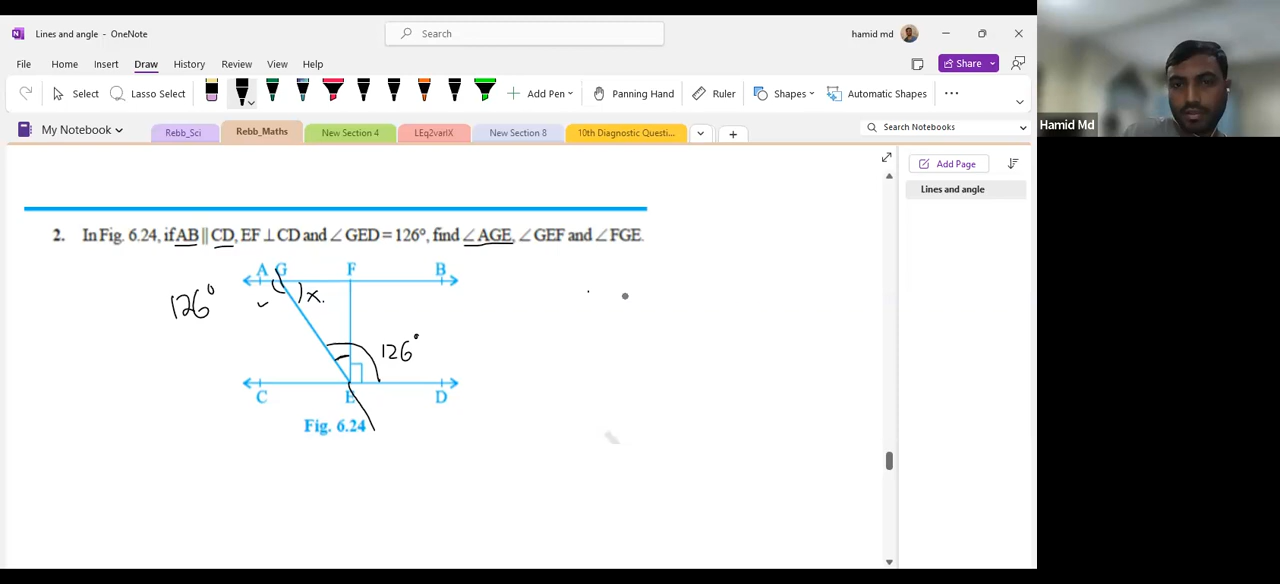 Lines and angle - OneNote
Search
hamid md
File Home Insert Draw History Review View Help
Share
Select
Lasso Select
Add Pen
Panning Hand
Ruler
Shapes
Automatic Shapes
My Notebook
Rebb_Sci
Rebb_Maths
New Section 4
LEq2varIX
New Section 8
10th Diagnostic Questi...
Search Notebooks
Hamid Md
Add Page
Lines and angle
2. In Fig. 6.24, if AB || CD, EF ⊥ CD and ∠ GED = 126°, find ∠ AGE, ∠ GEF and ∠ FGE.
A G F B
126° x.
126°
C E D
Fig. 6.24